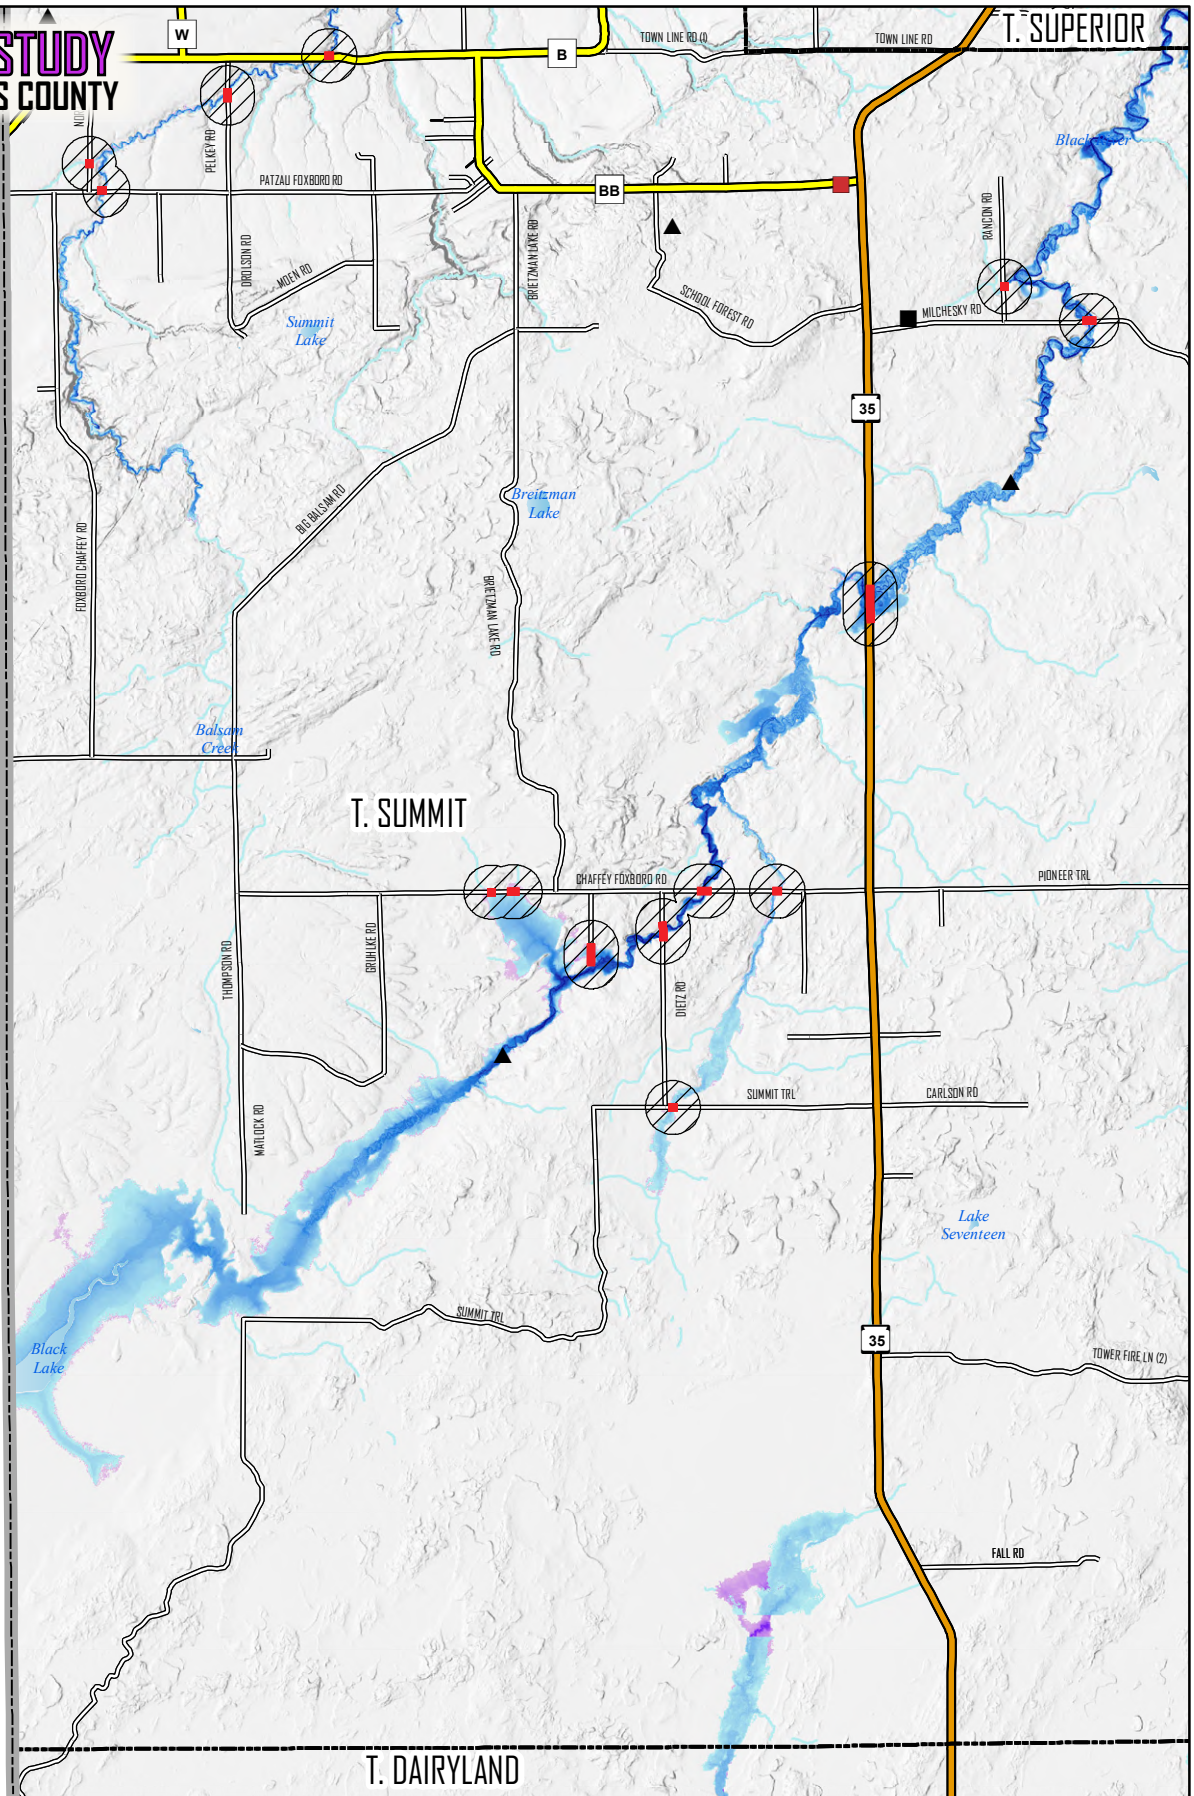 STUDY
S COUNTY
W
B
TOWN LINE RD (1)
TOWN LINE RD
T. SUPERIOR
Black River
PELKEY RD
PATZAU FOXBORO RD
BB
RANCON RD
DROLSON RD
MOEN RD
BRIETZMAN LAKE RD
SCHOOL FOREST RD
MILCHESKY RD
Summit
Lake
35
BIG BALSAM RD
Breitzman
Lake
FOXBORO CHAFFEY RD
BRIETZMAN LAKE RD
Balsam
Creek
T. SUMMIT
CHAFFEY FOXBORO RD
PIONEER TRL
THOMPSON RD
GRUHLKE RD
DIETZ RD
SUMMIT TRL
CARLSON RD
MATLOCK RD
Lake
Seventeen
SUMMIT TRL
Black
Lake
35
TOWER FIRE LN (2)
FALL RD
T. DAIRYLAND